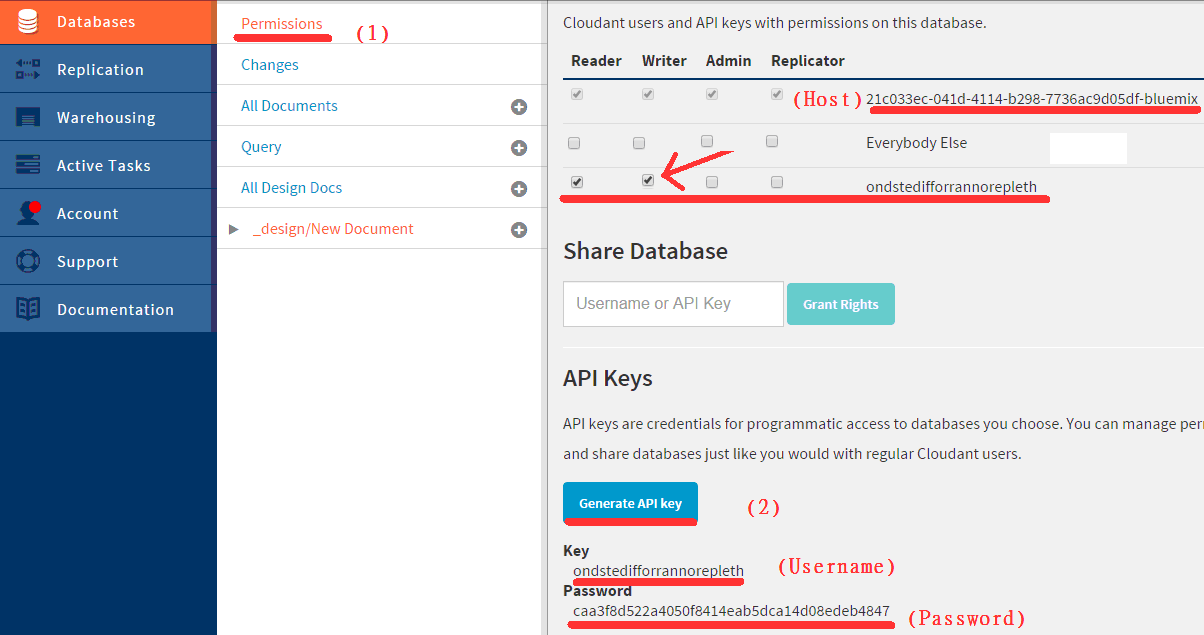 Databases
Replication
Warehousing
Active Tasks
Account
Support
Documentation
Permissions (1)
Changes
All Documents
Query
All Design Docs
_design/New Document
Cloudant users and API keys with permissions on this database.
Reader Writer Admin Replicator
(Host) 21c033ec-041d-4114-b298-7736ac9d05df-bluemix
Everybody Else
ondstedifforrannorepleth
Share Database
Username or API Key Grant Rights
API Keys
API keys are credentials for programmatic access to databases you choose. You can manage per
and share databases just like you would with regular Cloudant users.
Generate API key (2)
Key
ondstedifforrannorepleth (Username)
Password
caa3f8d522a4050f8414eab5dca14d08edeb4847 (Password)